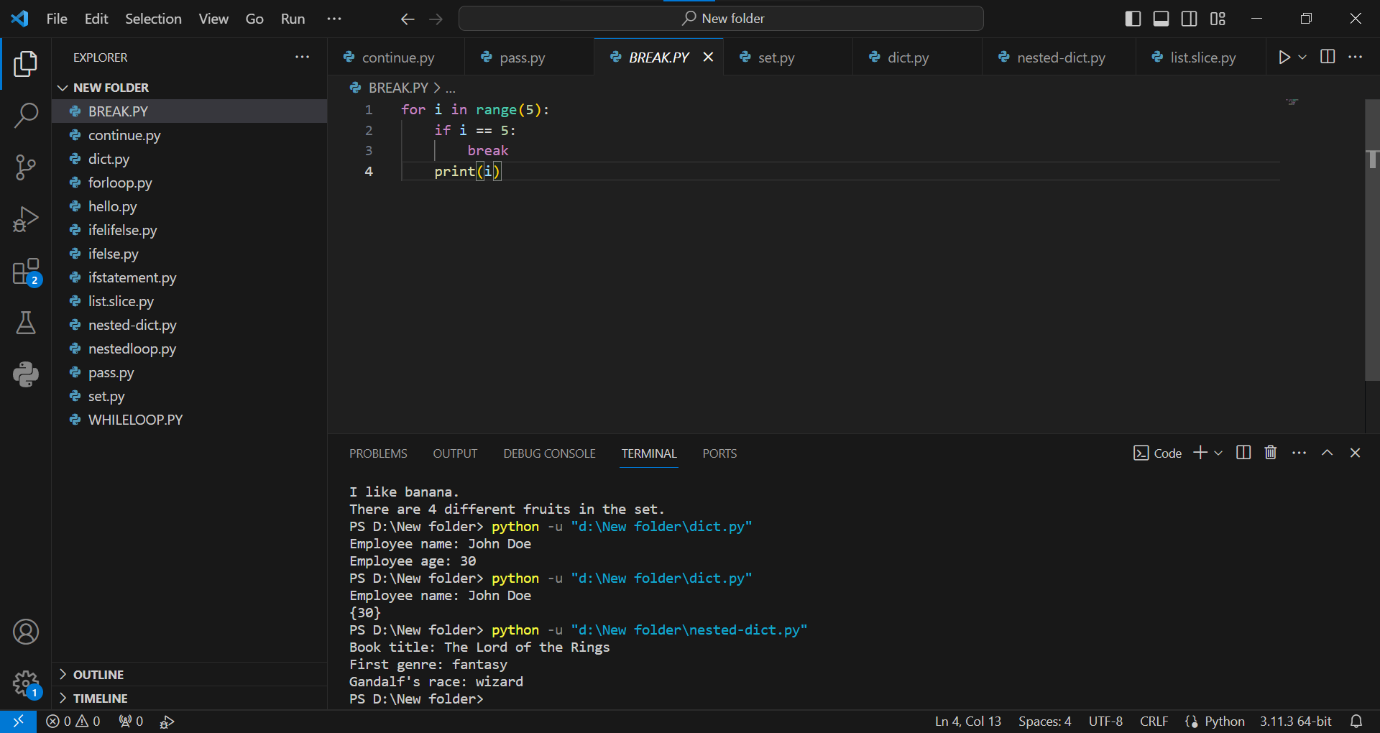 File Edit Selection View Go Run ... New folder
EXPLORER ...
NEW FOLDER
BREAK.PY
continue.py
dict.py
forloop.py
hello.py
ifelifelse.py
ifelse.py
ifstatement.py
list.slice.py
nested-dict.py
nestedloop.py
pass.py
set.py
WHILELOOP.PY
OUTLINE
TIMELINE
continue.py pass.py BREAK.PY set.py dict.py nested-dict.py list.slice.py ...
BREAK.PY > ...
1 for i in range(5):
2 if i == 5:
3 break
4 print(i)
PROBLEMS OUTPUT DEBUG CONSOLE TERMINAL PORTS Code ...
I like banana.
There are 4 different fruits in the set.
PS D:\New folder> python -u "d:\New folder\dict.py"
Employee name: John Doe
Employee age: 30
PS D:\New folder> python -u "d:\New folder\dict.py"
Employee name: John Doe
{30}
PS D:\New folder> python -u "d:\New folder\nested-dict.py"
Book title: The Lord of the Rings
First genre: fantasy
Gandalf's race: wizard
PS D:\New folder>
2
1
0 0 0 Ln 4, Col 13 Spaces: 4 UTF-8 CRLF Python 3.11.3 64-bit